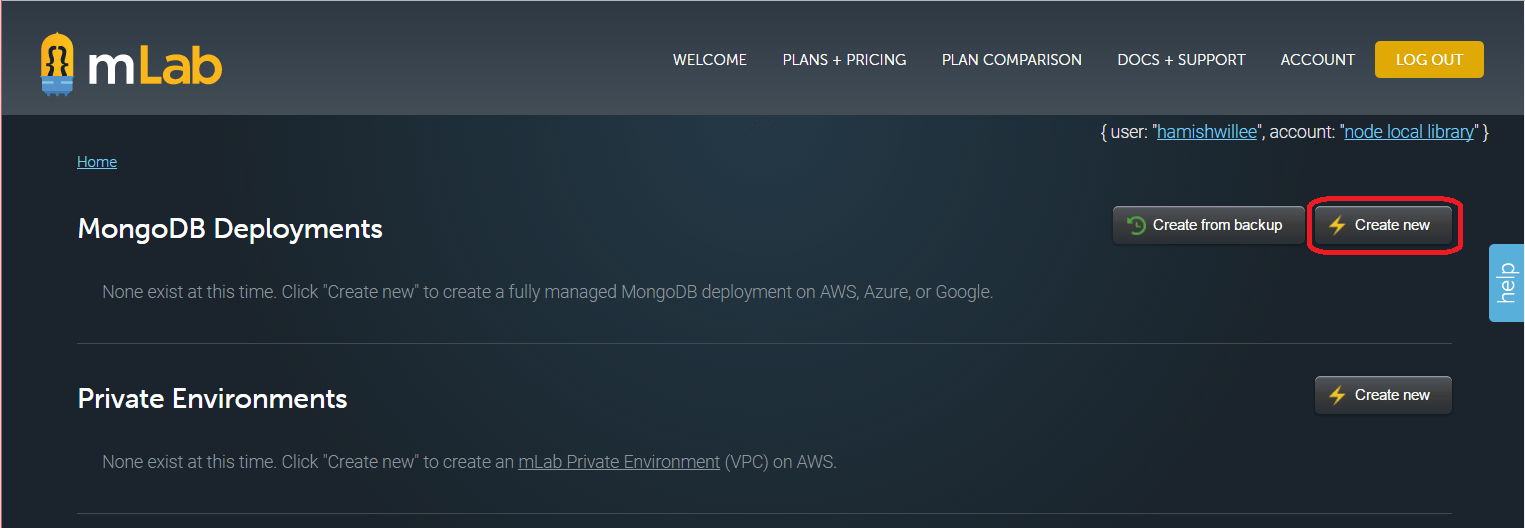 mLab
WELCOME PLANS + PRICING PLAN COMPARISON DOCS + SUPPORT ACCOUNT LOG OUT
{ user: "hamishwillee", account: "node local library" }
Home
MongoDB Deployments
Create from backup
Create new
help
None exist at this time. Click "Create new" to create a fully managed MongoDB deployment on AWS, Azure, or Google.
Private Environments
Create new
None exist at this time. Click "Create new" to create an mLab Private Environment (VPC) on AWS.